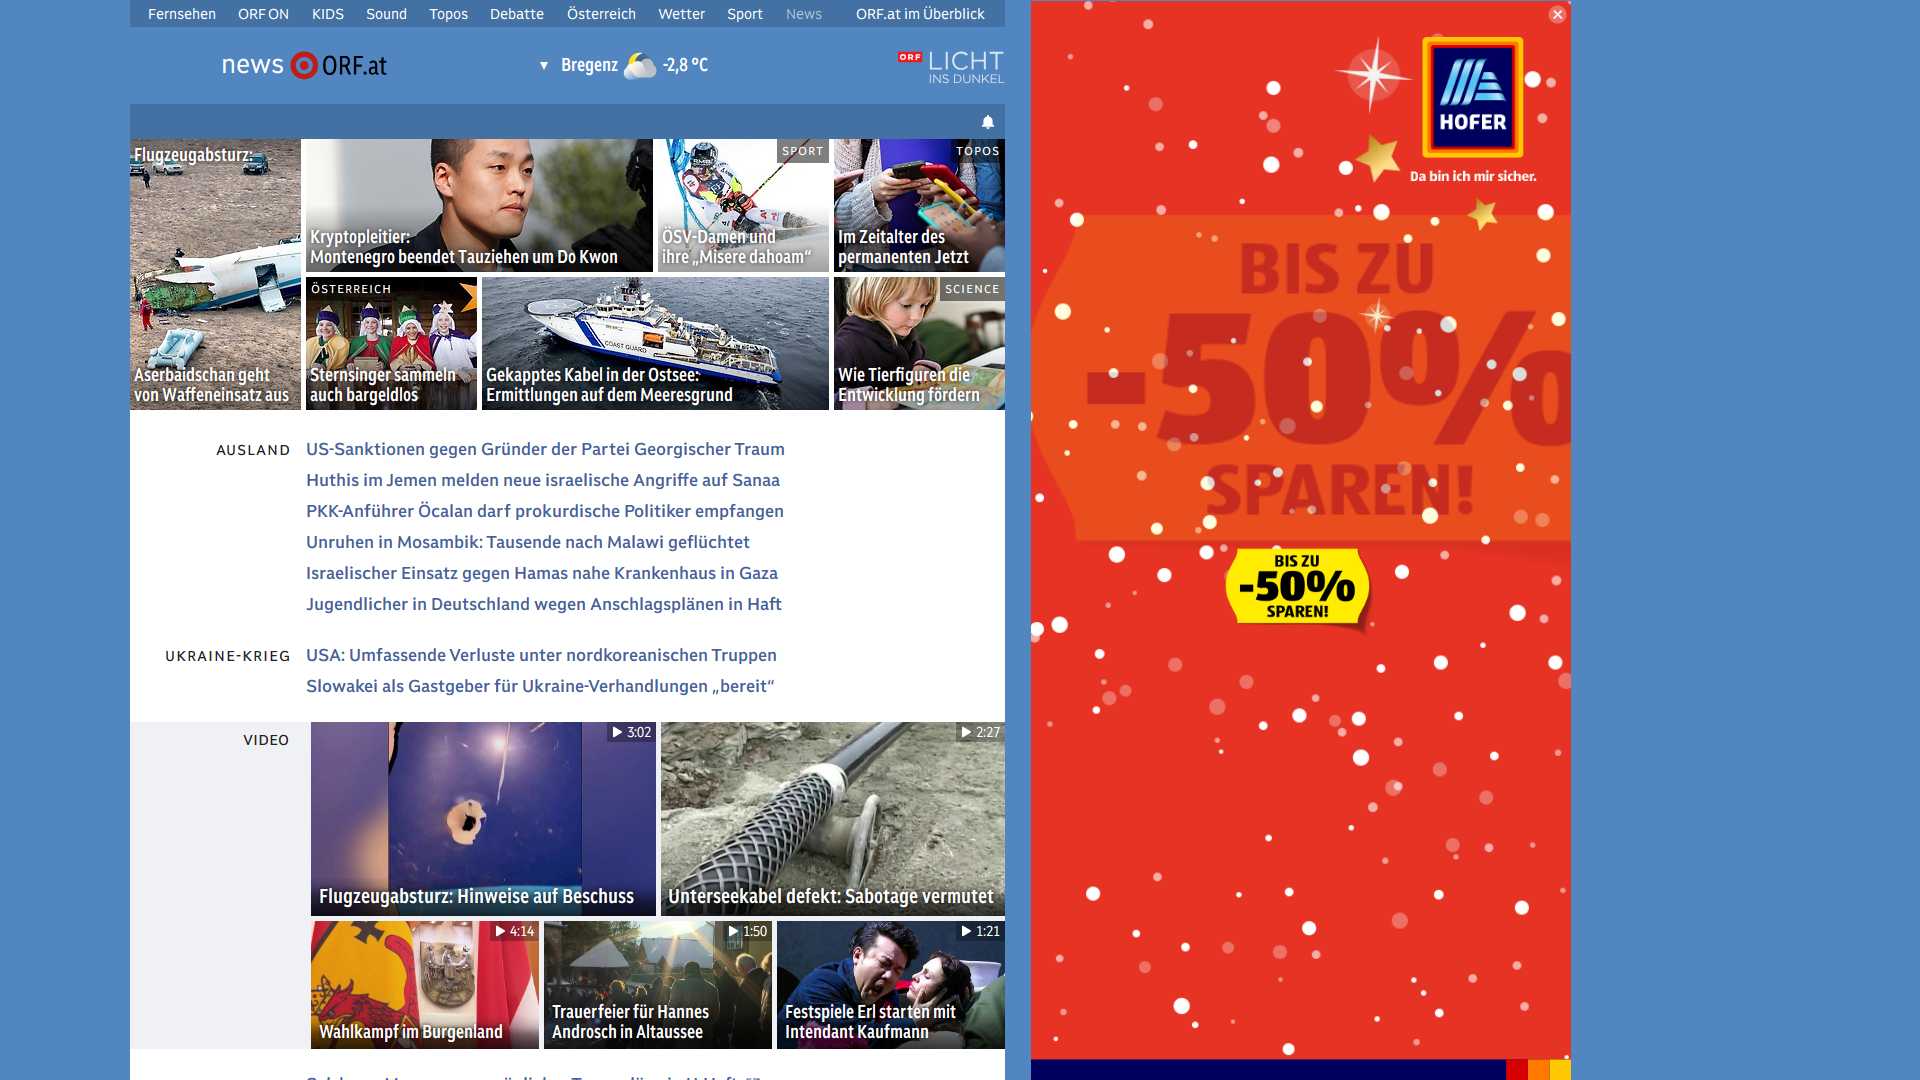 Fernsehen ORF ON KIDS Sound Topos Debatte Österreich Wetter Sport News ORF.at im Überblick
news ORF.at
▼ Bregenz -2,8 °C
ORF LICHT
INS DUNKEL
Flugzeugabsturz:
Aserbaidschan geht
von Waffeneinsatz aus
Kryptopleitier:
Montenegro beendet Tauziehen um Do Kwon
SPORT
ÖSV-Damen und
ihre „Misere dahoam“
TOPOS
Im Zeitalter des
permanenten Jetzt
ÖSTERREICH
Sternsinger sammeln
auch bargeldlos
COAST GUARD
Gekapptes Kabel in der Ostsee:
Ermittlungen auf dem Meeresgrund
SCIENCE
Wie Tierfiguren die
Entwicklung fördern
AUSLAND
US-Sanktionen gegen Gründer der Partei Georgischer Traum
Huthis im Jemen melden neue israelische Angriffe auf Sanaa
PKK-Anführer Öcalan darf prokurdische Politiker empfangen
Unruhen in Mosambik: Tausende nach Malawi geflüchtet
Israelischer Einsatz gegen Hamas nahe Krankenhaus in Gaza
Jugendlicher in Deutschland wegen Anschlagsplänen in Haft
UKRAINE-KRIEG
USA: Umfassende Verluste unter nordkoreanischen Truppen
Slowakei als Gastgeber für Ukraine-Verhandlungen „bereit“
VIDEO
3:02
Flugzeugabsturz: Hinweise auf Beschuss
2:27
Unterseekabel defekt: Sabotage vermutet
4:14
Wahlkampf im Burgenland
1:50
Trauerfeier für Hannes
Androsch in Altaussee
1:21
Festspiele Erl starten mit
Intendant Kaufmann
HOFER
Da bin ich mir sicher.
BIS ZU
-50%
SPAREN!
BIS ZU
-50%
SPAREN!